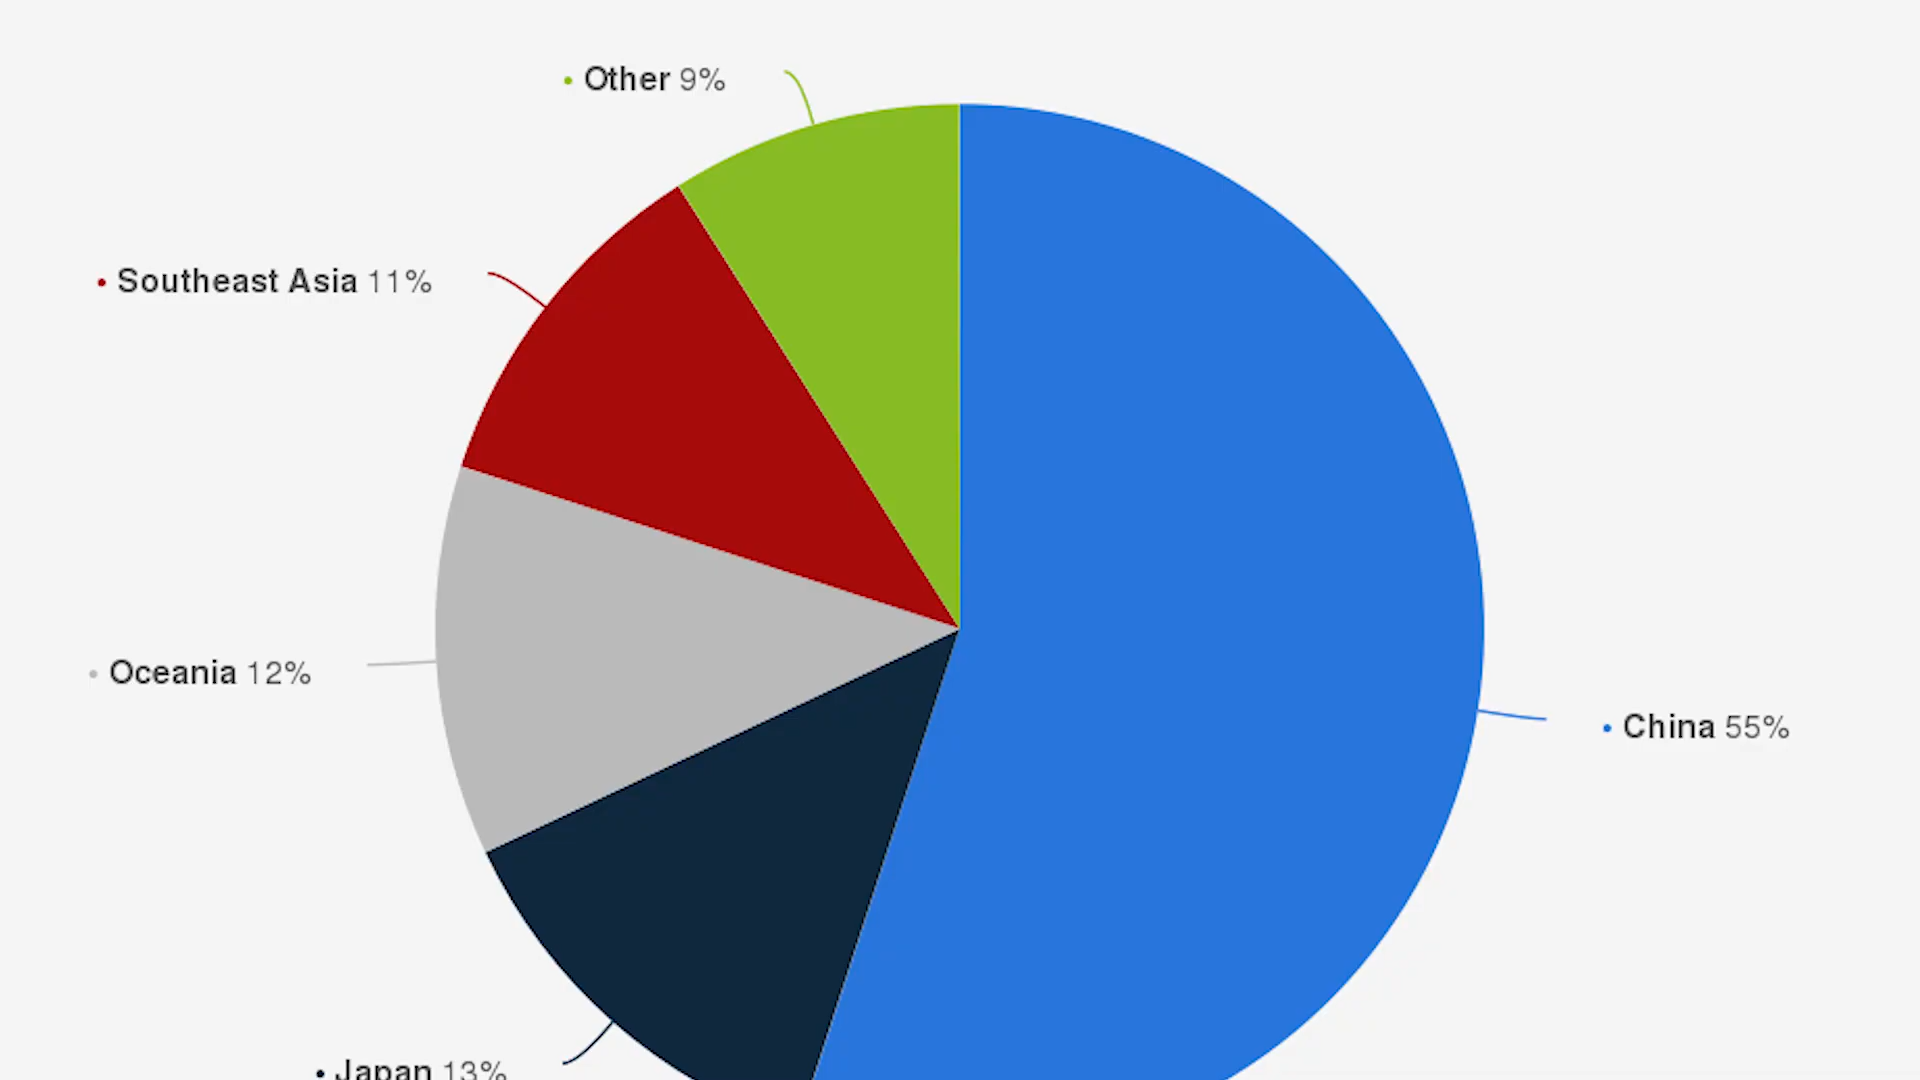 Other 9%
Southeast Asia 11%
Oceania 12%
China 55%
Japan 13%